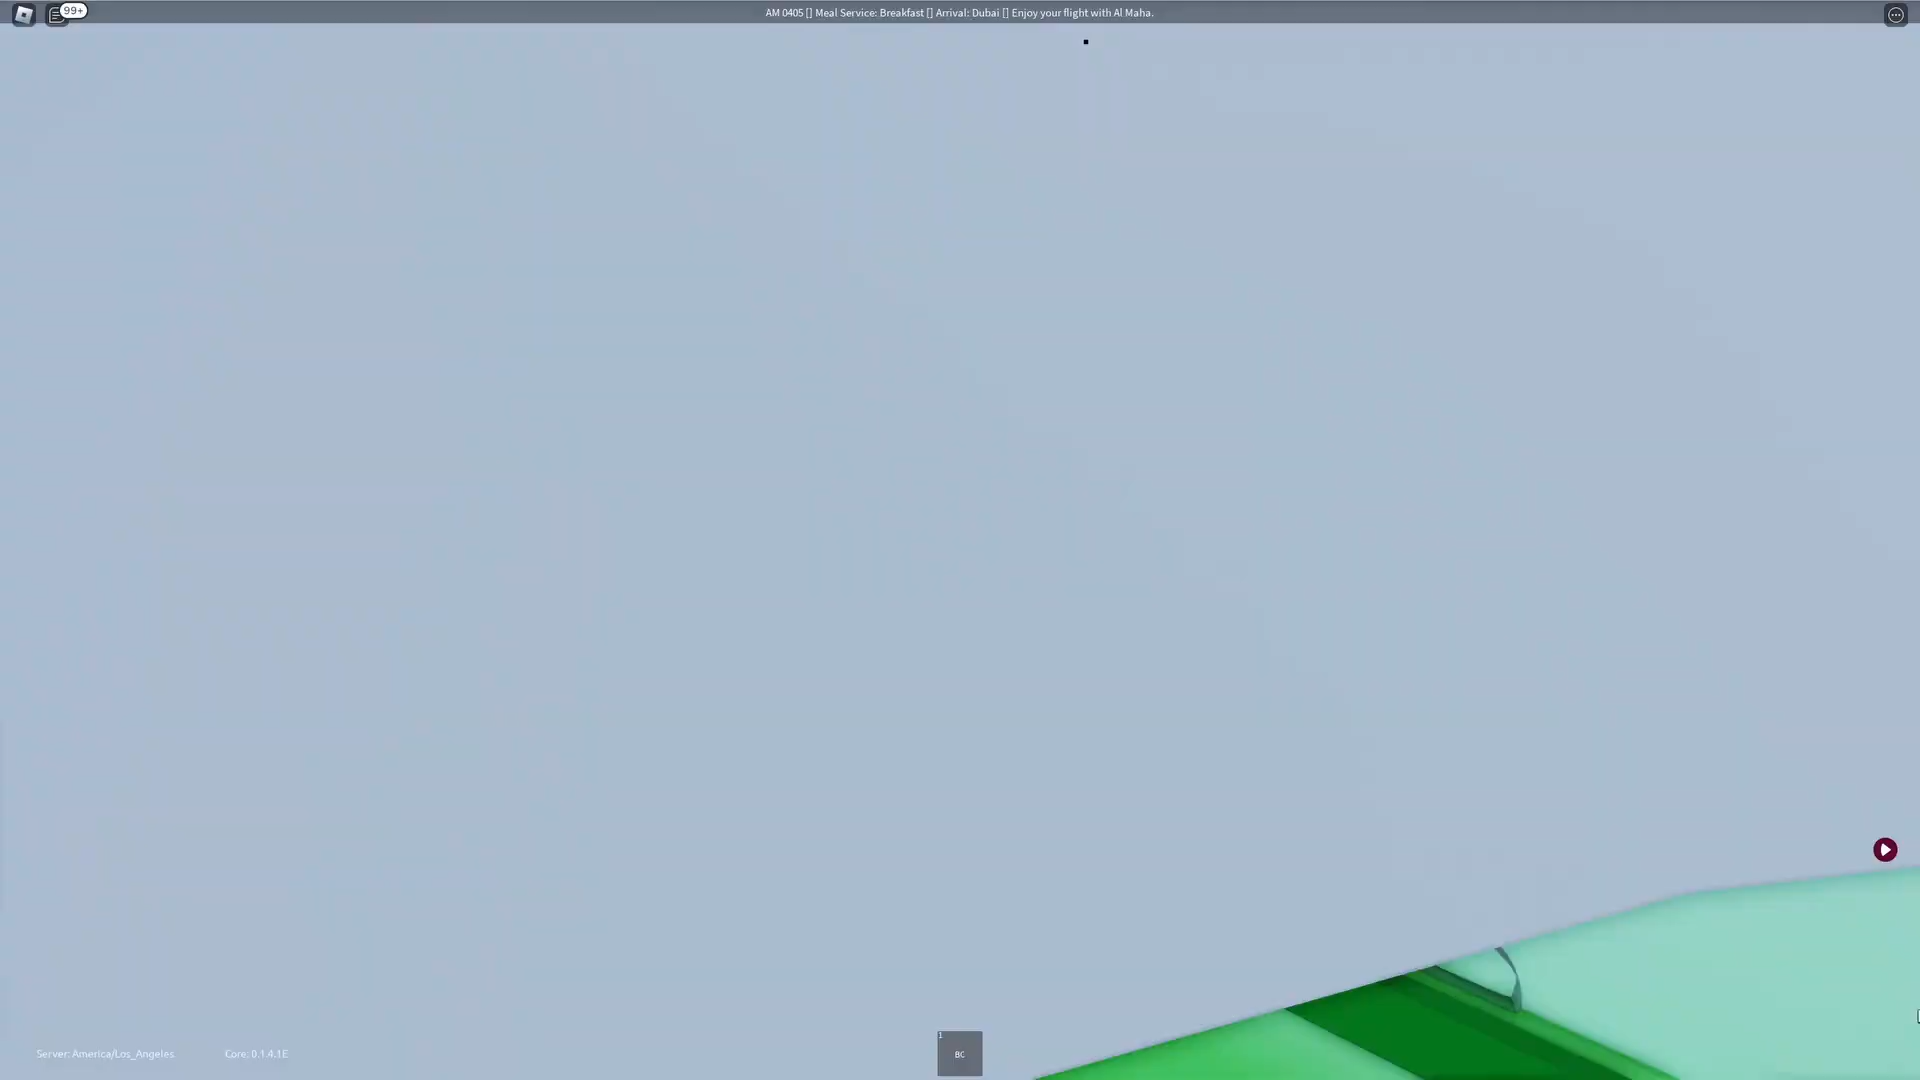 99+
AM 0405 [] Meal Service: Breakfast [] Arrival: Dubai [] Enjoy your flight with Al Maha.
Server: America/Los_Angeles
Core: 0.1.4.1E
1
BC